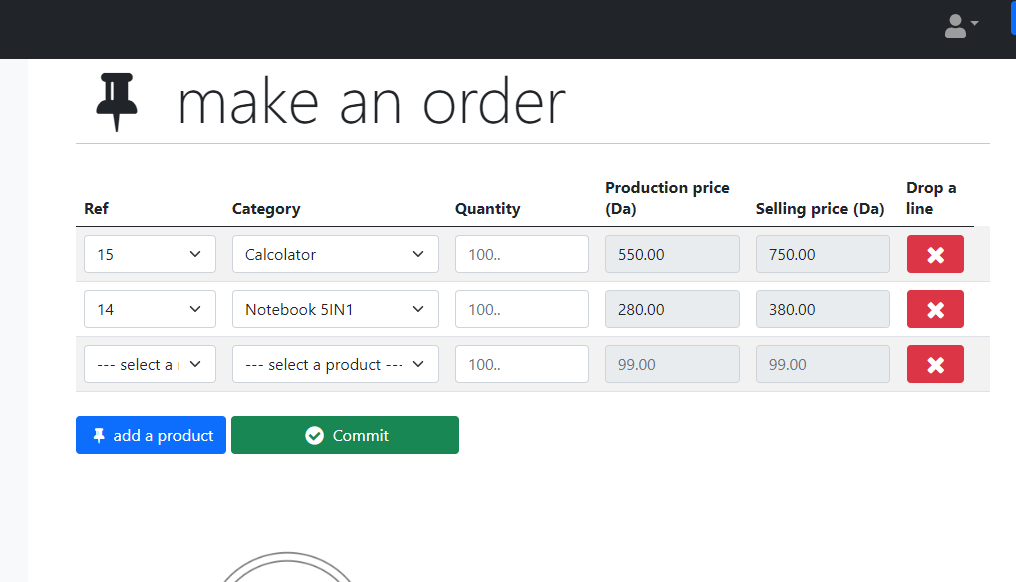 make an order
Ref Category Quantity Production price (Da) Selling price (Da) Drop a line
15 Calcolator 100.. 550.00 750.00
14 Notebook 5IN1 100.. 280.00 380.00
--- select a --- select a product --- 100.. 99.00 99.00
add a product Commit